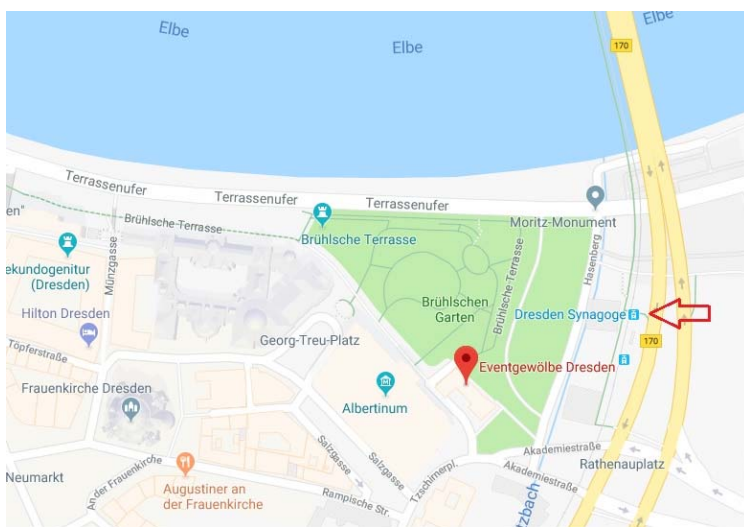 Elbe
Elbe
Elbe
170
Terrassenufer
Terrassenufer
Terrassenufer
en"
Brühlsche Terrasse
Brühlsche Terrasse
Moritz-Monument
Münzgasse
ekundogenitur
(Dresden)
Brühlsche Terrasse
Hasenberg
Hilton Dresden
Brühlschen
Garten
Dresden Synagoge
170
Töpferstraße
Georg-Treu-Platz
Eventgewölbe Dresden
Frauenkirche Dresden
Albertinum
Neumarkt
An der Frauenkirche
Augustiner an
der Frauenkirche
Salzgasse
Salzgasse
Rampische Str.
Tzschirnerpl.
Akademiestraße
Akademiestraße
Rathenauplatz
tzbach